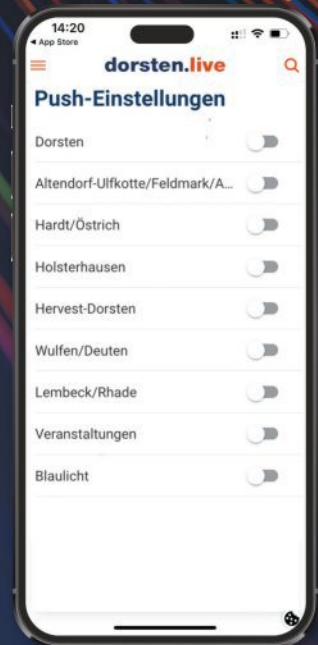 14:20
◀ App Store
dorsten.live
Push-Einstellungen
Dorsten
Altendorf-Ulfkotte/Feldmark/A...
Hardt/Östrich
Holsterhausen
Hervest-Dorsten
Wulfen/Deuten
Lembeck/Rhade
Veranstaltungen
Blaulicht